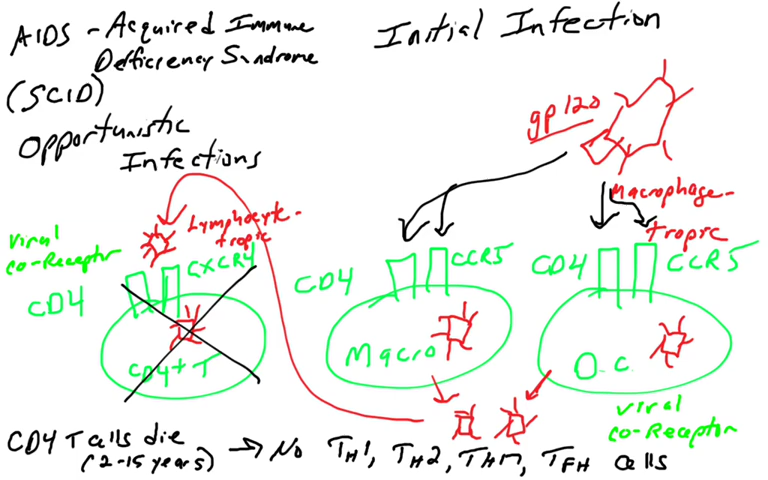 AIDS - Acquired Immune
Deficiency Syndrome
(SCID)
Opportunistic
Infections
Initial Infection
gp120
Macrophage-
tropic
Lymphocyte-
tropic
viral
co-Receptor
CD4
CXCR4
CD4+ T
CD4
CCR5
Macro
CD4
CCR5
D.C.
viral
co-Receptor
CD4 T cells die
(2-15 years)
→ No TH1, TH2, TH17, TFH cells